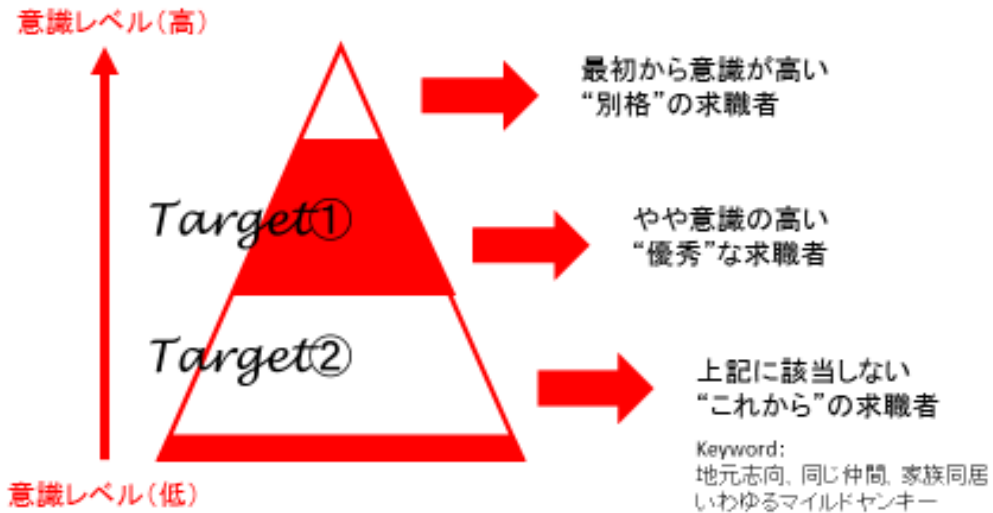 意識レベル(高)
最初から意識が高い
“別格”の求職者
Target①
やや意識の高い
“優秀”な求職者
Target②
上記に該当しない
“これから”の求職者
Keyword:
地元志向、同じ仲間、家族同居
いわゆるマイルドヤンキー
意識レベル(低)